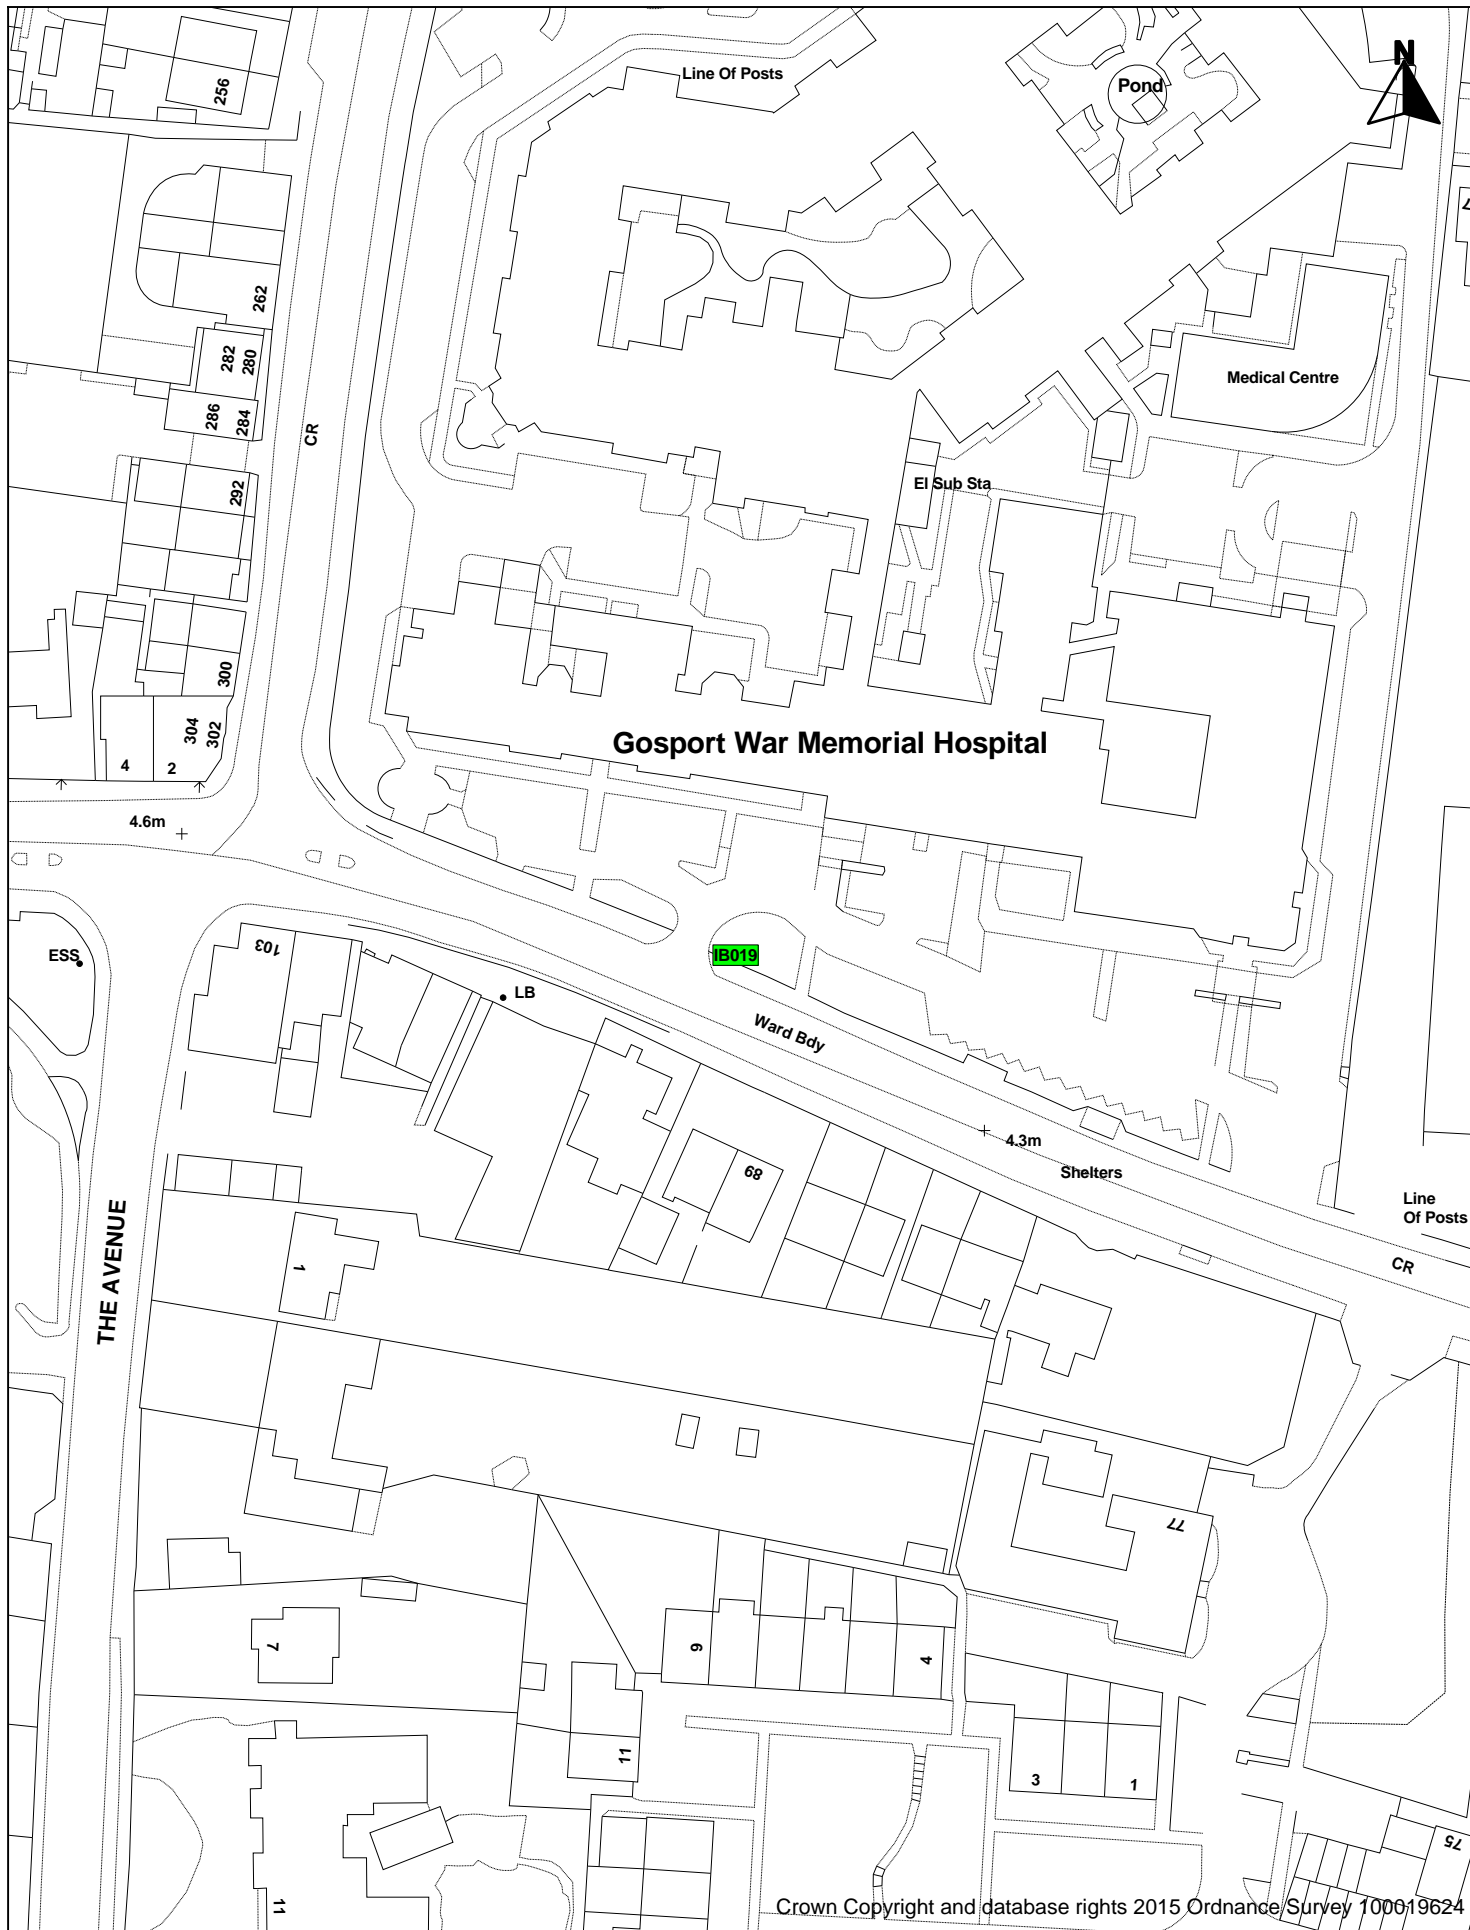 N
Line Of Posts
Pond
256
262
282
280
286
284
CR
Medical Centre
292
El Sub Sta
300
304
302
4
2
Gosport War Memorial Hospital
4.6m
103
ESS
IB019
LB
Ward Bdy
4.3m
Shelters
89
Line
Of Posts
CR
THE AVENUE
1
77
7
9
4
11
3
1
75
11
Crown Copyright and database rights 2015 Ordnance Survey 100019624